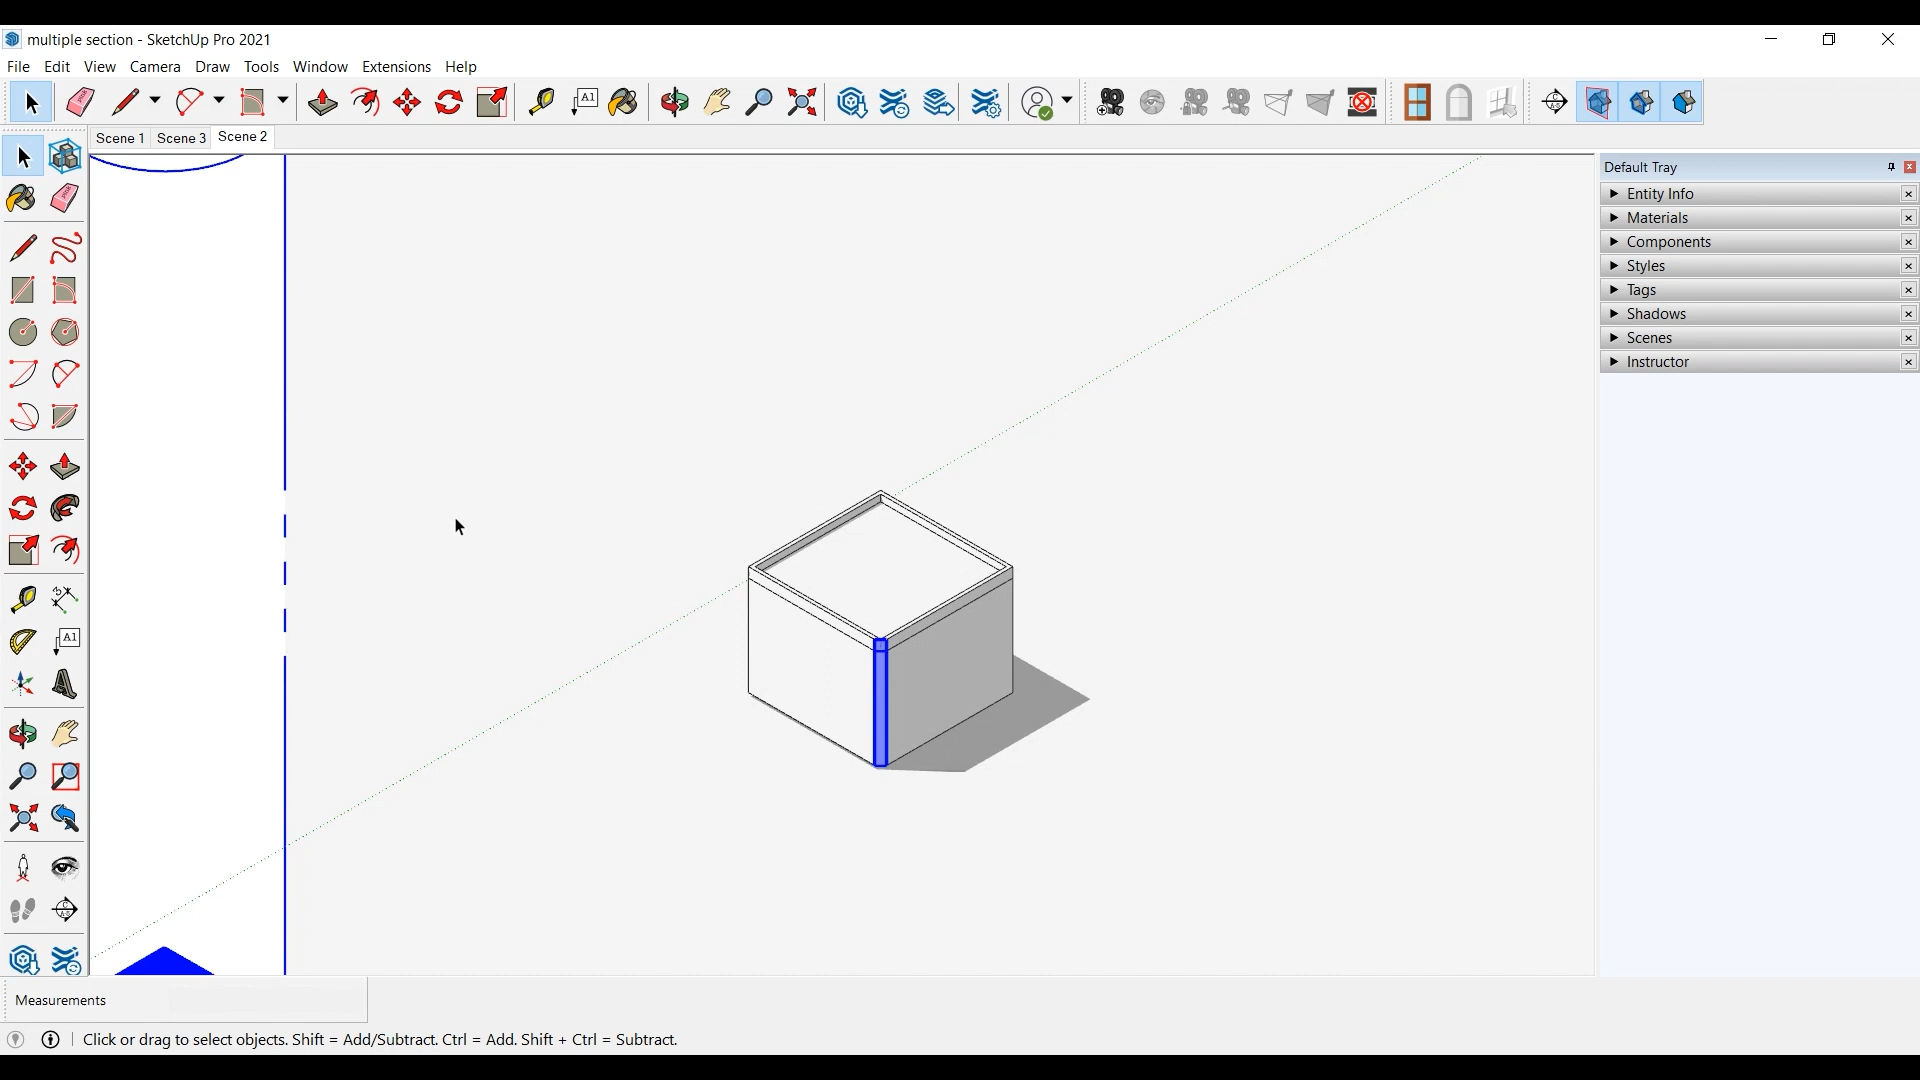 multiple section - SketchUp Pro 2021
File Edit View Camera Draw Tools Window Extensions Help
A1
Scene 1 Scene 3 Scene 2
Default Tray
Entity Info
Materials
Components
Styles
Tags
Shadows
Scenes
Instructor
A1
Measurements
Click or drag to select objects. Shift = Add/Subtract. Ctrl = Add. Shift + Ctrl = Subtract.